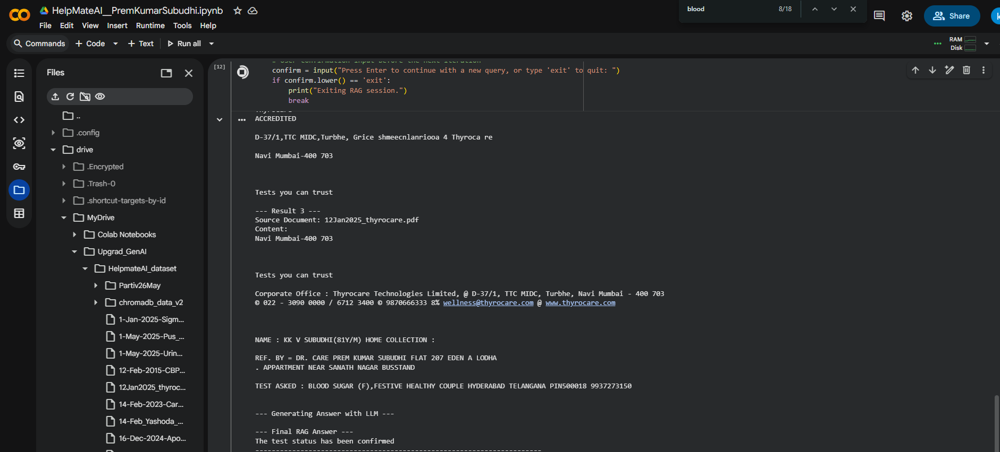 HelpMateAI__PremKumarSubudhi.ipynb
File Edit View Insert Runtime Tools Help
blood 8/18
Share
Commands + Code + Text Run all
RAM
Disk
Files
..
.config
drive
.Encrypted
.Trash-0
.shortcut-targets-by-id
MyDrive
Colab Notebooks
Upgrad_GenAI
HelpmateAI_dataset
Partiv26May
chromadb_data_v2
1-Jan-2025-Sigm...
1-May-2025-Pus_...
1-May-2025-Urin...
12-Feb-2015-CBP...
12Jan2025_thyroc...
14-Feb-2023-Car...
14-Feb_Yashoda_...
16-Dec-2024-Apo...
[12]
# User confirmation input before the next iteration
confirm = input("Press Enter to continue with a new query, or type 'exit' to quit: ")
if confirm.lower() == 'exit':
print("Exiting RAG session.")
break
ACCREDITED
D-37/1,TTC MIDC,Turbhe, Grice shmeecnlanriooa 4 Thyroca re
Navi Mumbai-400 703
Tests you can trust
--- Result 3 ---
Source Document: 12Jan2025_thyrocare.pdf
Content:
Navi Mumbai-400 703
Tests you can trust
Corporate Office : Thyrocare Technologies Limited, @ D-37/1, TTC MIDC, Turbhe, Navi Mumbai - 400 703
© 022 - 3090 0000 / 6712 3400 © 9870666333 8% wellness@thyrocare.com @ www.thyrocare.com
NAME : KK V SUBUDHI(81Y/M) HOME COLLECTION :
REF. BY = DR. CARE PREM KUMAR SUBUDHI FLAT 207 EDEN A LODHA
. APPARTMENT NEAR SANATH NAGAR BUSSTAND
TEST ASKED : BLOOD SUGAR (F),FESTIVE HEALTHY COUPLE HYDERABAD TELANGANA PIN500018 9937273150
--- Generating Answer with LLM ---
--- Final RAG Answer ---
The test status has been confirmed
----------------------------------------------------------------------